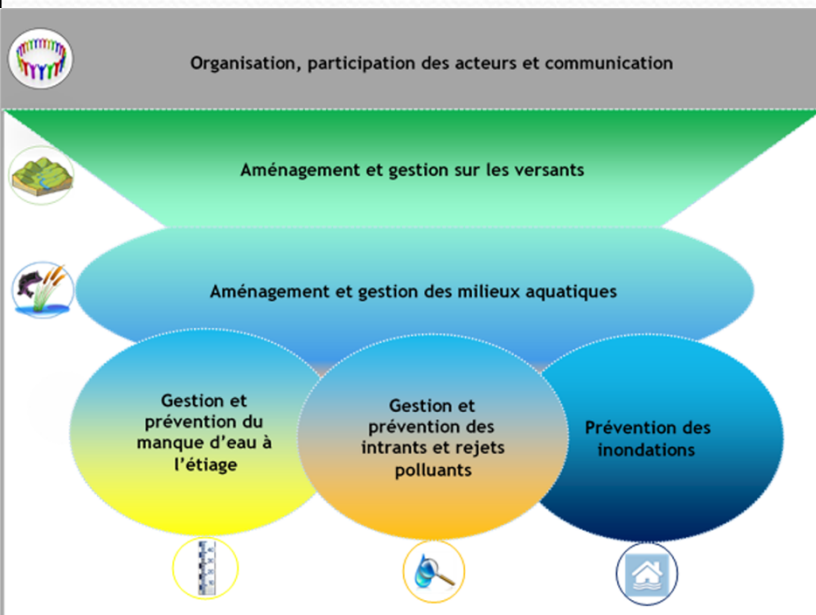 Organisation, participation des acteurs et communication
Aménagement et gestion sur les versants
Aménagement et gestion des milieux aquatiques
Gestion et
prévention du
manque d'eau à
l'étiage
Gestion et
prévention des
intrants et rejets
polluants
Prévention des
inondations